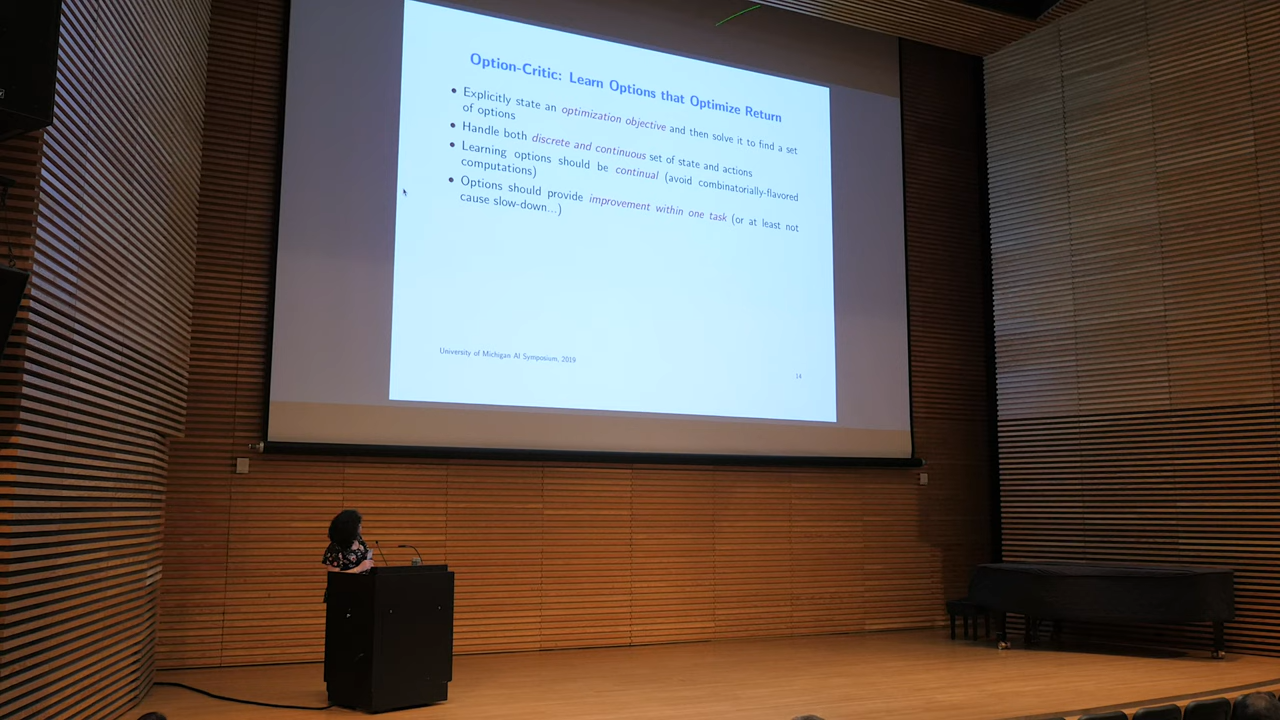 Option-Critic: Learn Options that Optimize Return
• Explicitly state an optimization objective and then solve it to find a set
of options
• Handle both discrete and continuous set of state and actions
• Learning options should be continual (avoid combinatorially-flavored
computations)
• Options should provide improvement within one task (or at least not
cause slow-down...)
University of Michigan AI Symposium, 2019
14